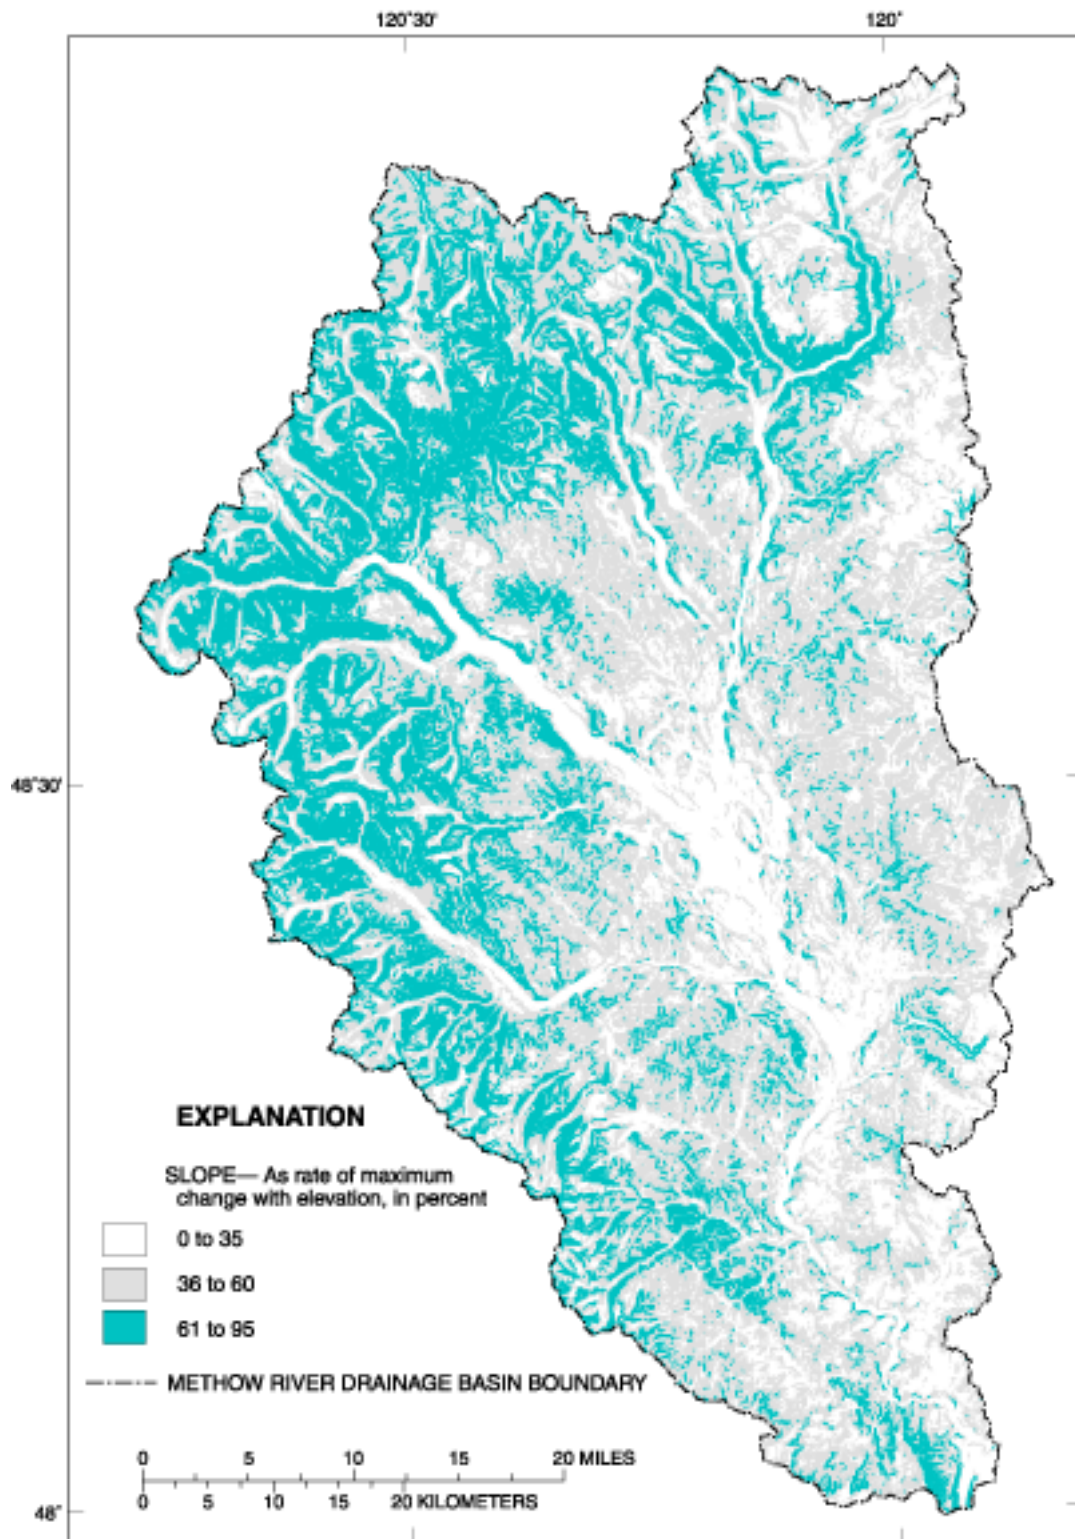 120°30'
120°
48°30'
EXPLANATION
SLOPE— As rate of maximum
change with elevation, in percent
0 to 35
36 to 60
61 to 95
METHOW RIVER DRAINAGE BASIN BOUNDARY
0 5 10 15 20 MILES
0 5 10 15 20 KILOMETERS
48°